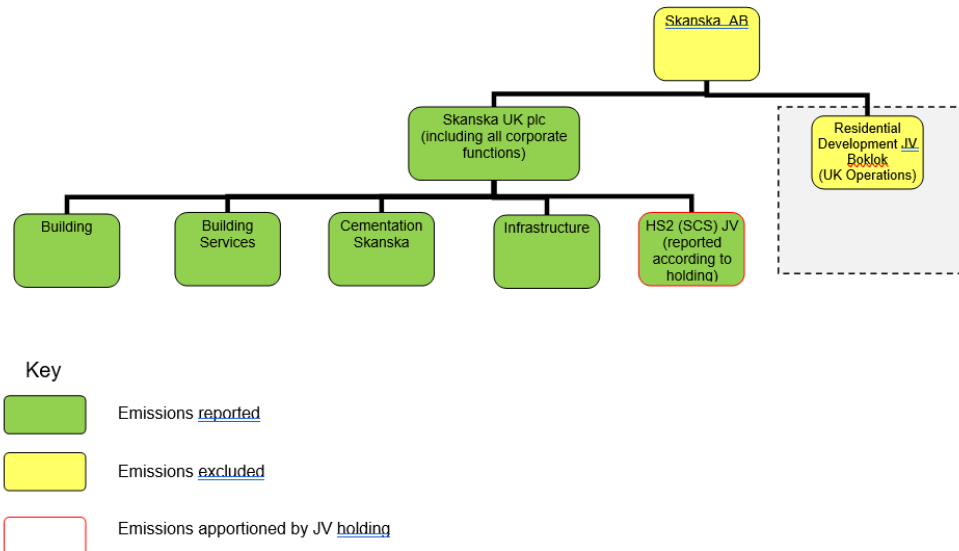 Skanska AB
Skanska UK plc
(including all corporate
functions)
Residential
Development JV
Boklok
(UK Operations)
Building
Building
Services
Cementation
Skanska
Infrastructure
HS2 (SCS) JV
(reported
according to
holding)
Key
Emissions reported
Emissions excluded
Emissions apportioned by JV holding